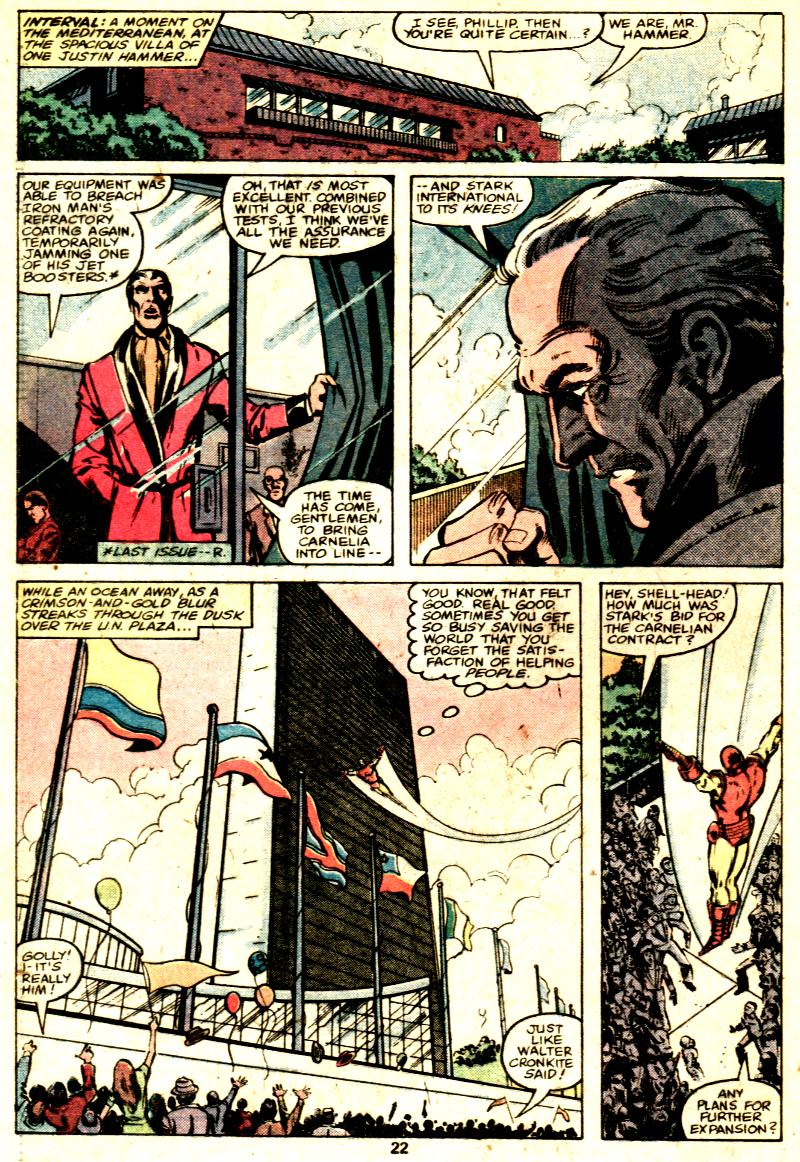 INTERVAL: A MOMENT ON
THE MEDITERRANEAN, AT
THE SPACIOUS VILLA OF
ONE JUSTIN HAMMER...
I SEE, PHILLIP. THEN
YOU'RE QUITE CERTAIN...?
WE ARE, MR.
HAMMER.
OUR EQUIPMENT WAS
ABLE TO BREACH
IRON MAN'S
REFRACTORY
COATING AGAIN,
TEMPORARILY
JAMMING ONE
OF HIS JET
BOOSTERS.*
OH, THAT IS MOST
EXCELLENT. COMBINED
WITH OUR PREVIOUS
TESTS, I THINK WE'VE
ALL THE ASSURANCE
WE NEED.
THE TIME
HAS COME,
GENTLEMEN,
TO BRING
CARNELIA
INTO LINE--
*LAST ISSUE--R.
--AND STARK
INTERNATIONAL
TO ITS KNEES!
WHILE AN OCEAN AWAY, AS A
CRIMSON-AND-GOLD BLUR
STREAKS THROUGH THE DUSK
OVER THE U.N. PLAZA...
YOU KNOW, THAT FELT
GOOD. REAL GOOD.
SOMETIMES YOU GET
SO BUSY SAVING THE
WORLD THAT YOU
FORGET THE SATIS-
FACTION OF HELPING
PEOPLE.
GOLLY!
I-IT'S
REALLY
HIM!
JUST
LIKE
WALTER
CRONKITE
SAID!
HEY, SHELL-HEAD!
HOW MUCH WAS
STARK'S BID FOR
THE CARNELIAN
CONTRACT?
ANY
PLANS FOR
FURTHER
EXPANSION?
22